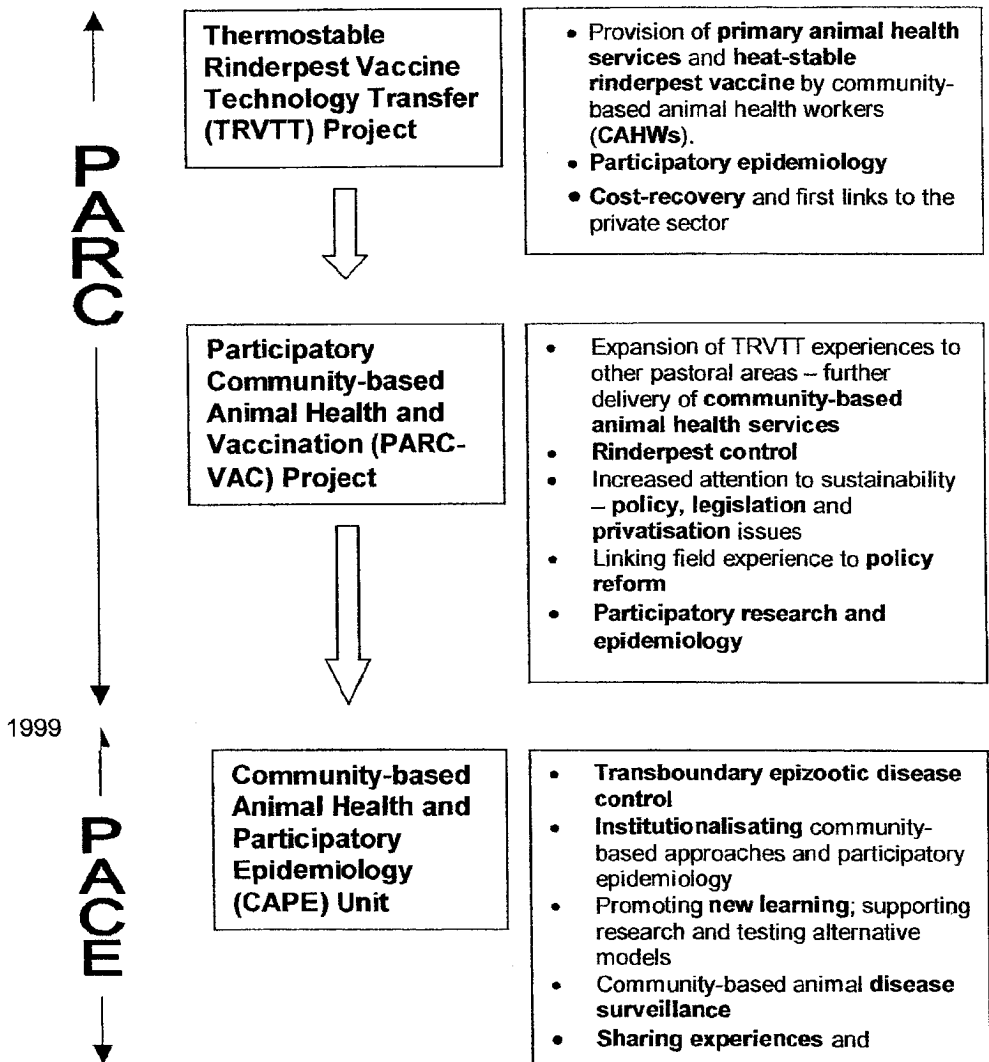 PARC
Thermostable
Rinderpest Vaccine
Technology Transfer
(TRVTT) Project
• Provision of primary animal health
services and heat-stable
rinderpest vaccine by community-
based animal health workers
(CAHWs).
• Participatory epidemiology
• Cost-recovery and first links to the
private sector
Participatory
Community-based
Animal Health and
Vaccination (PARC-
VAC) Project
• Expansion of TRVTT experiences to
other pastoral areas – further
delivery of community-based
animal health services
• Rinderpest control
• Increased attention to sustainability
– policy, legislation and
privatisation issues
• Linking field experience to policy
reform
• Participatory research and
epidemiology
1999
PACE
Community-based
Animal Health and
Participatory
Epidemiology
(CAPE) Unit
• Transboundary epizootic disease
control
• Institutionalisating community-
based approaches and participatory
epidemiology
• Promoting new learning; supporting
research and testing alternative
models
• Community-based animal disease
surveillance
• Sharing experiences and